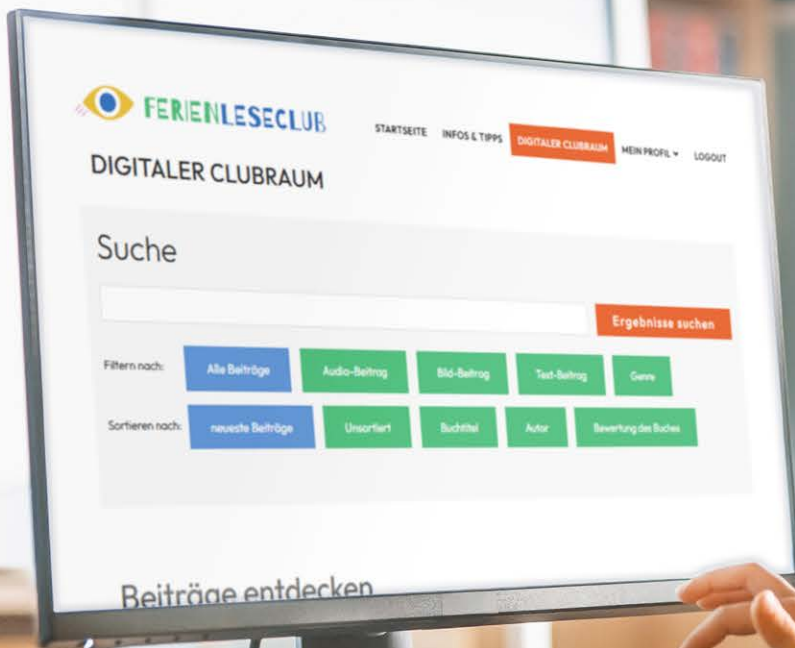 FERIENLESECLUB
STARTSEITE INFOS & TIPPS DIGITALER CLUBRAUM MEIN PROFIL LOGOUT
DIGITALER CLUBRAUM
Suche
Ergebnisse suchen
Filtern nach: Alle Beiträge Audio-Beitrag Bild-Beitrag Text-Beitrag Genre
Sortieren nach: neueste Beiträge Unsortiert Buchtitel Autor Bewertung des Buches
Beiträge entdecken